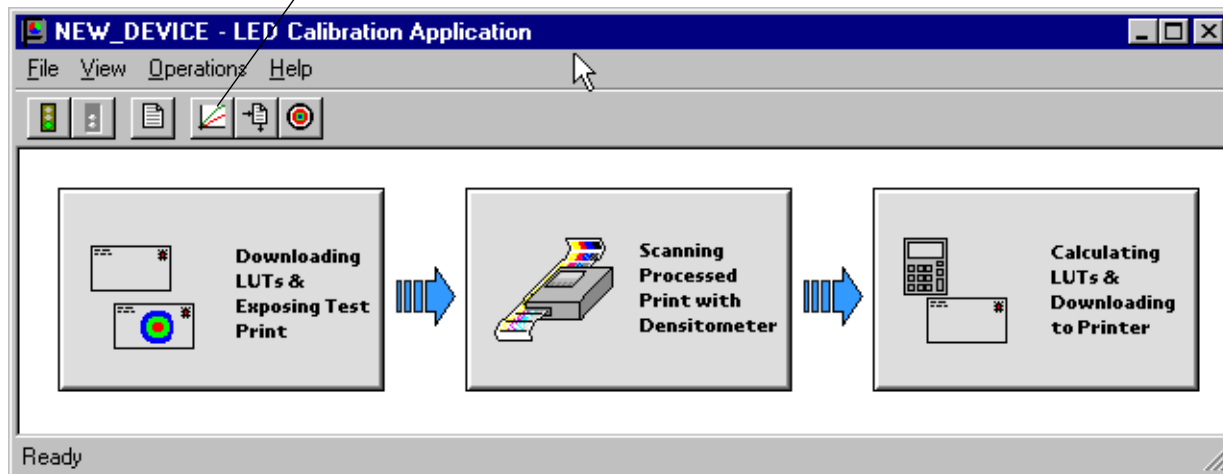 NEW_DEVICE - LED Calibration Application
File View Operations Help
Downloading
LUTs &
Exposing Test
Print
Scanning
Processed
Print with
Densitometer
Calculating
LUTs &
Downloading
to Printer
Ready